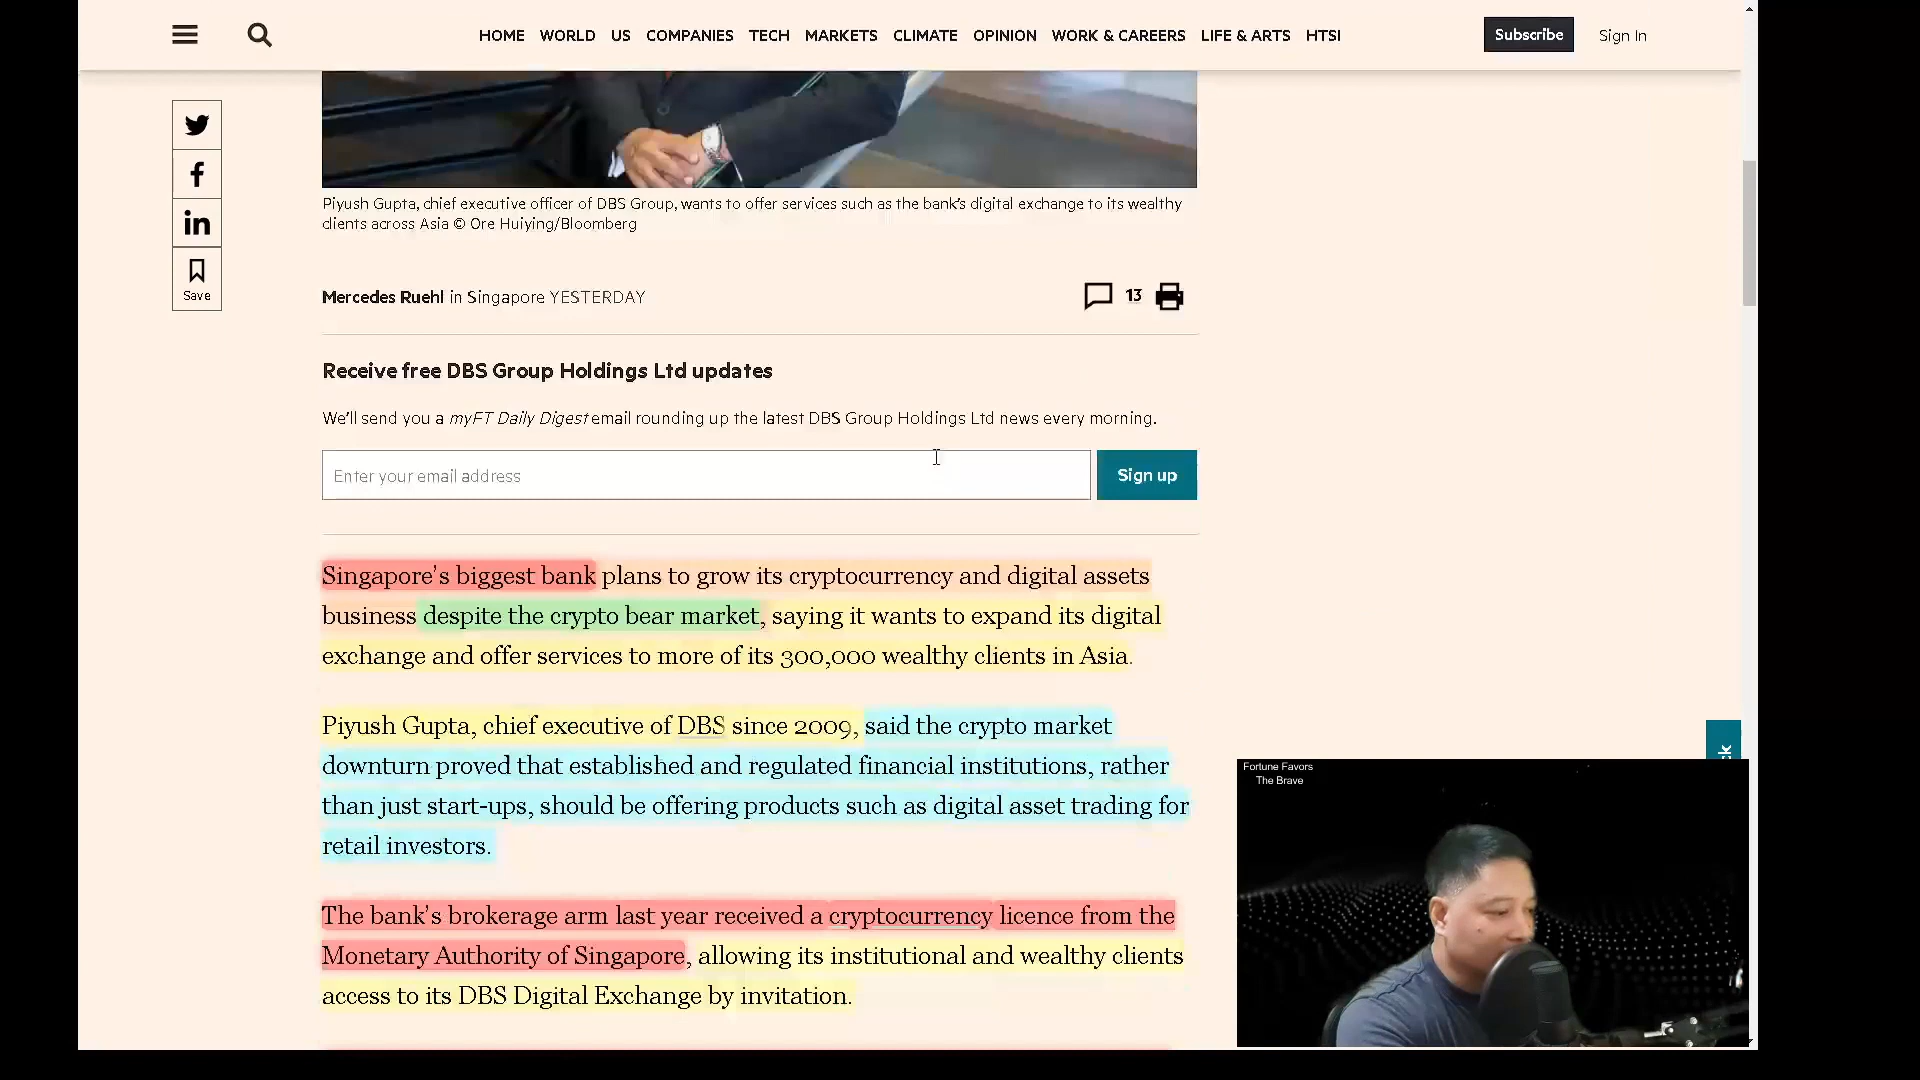 HOME WORLD US COMPANIES TECH MARKETS CLIMATE OPINION WORK & CAREERS LIFE & ARTS HTSI Subscribe Sign In
Save
Piyush Gupta, chief executive officer of DBS Group, wants to offer services such as the bank's digital exchange to its wealthy
clients across Asia © Ore Huiying/Bloomberg
Mercedes Ruehl in Singapore YESTERDAY 13
Receive free DBS Group Holdings Ltd updates
We'll send you a myFT Daily Digest email rounding up the latest DBS Group Holdings Ltd news every morning.
Enter your email address Sign up
Singapore's biggest bank plans to grow its cryptocurrency and digital assets
business despite the crypto bear market, saying it wants to expand its digital
exchange and offer services to more of its 300,000 wealthy clients in Asia.
Piyush Gupta, chief executive of DBS since 2009, said the crypto market
downturn proved that established and regulated financial institutions, rather
than just start-ups, should be offering products such as digital asset trading for
retail investors.
The bank's brokerage arm last year received a cryptocurrency licence from the
Monetary Authority of Singapore, allowing its institutional and wealthy clients
access to its DBS Digital Exchange by invitation.
Fortune Favors
The Brave